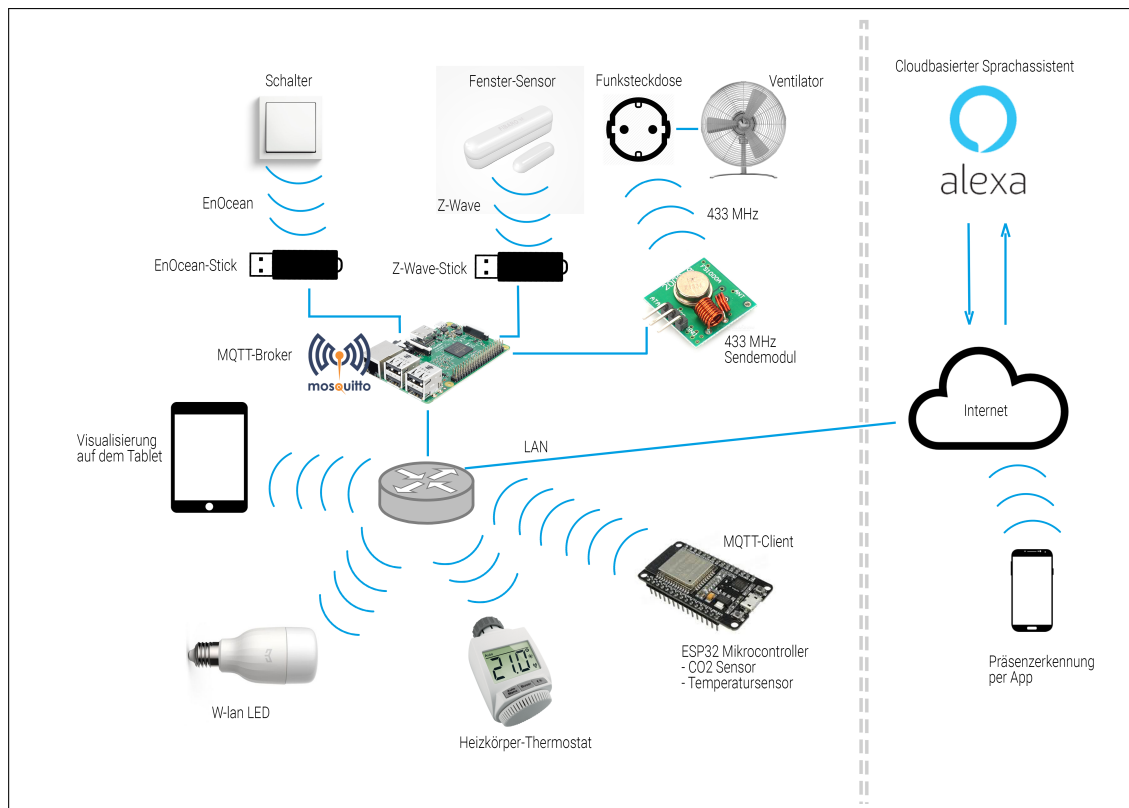 Schalter
Fenster-Sensor
Funksteckdose
Ventilator
Cloudbasierter Sprachassistent
alexa
EnOcean
Z-Wave
433 MHz
EnOcean-Stick
Z-Wave-Stick
433 MHz
Sendemodul
MQTT-Broker
mosquitto
Internet
Visualisierung
auf dem Tablet
LAN
MQTT-Client
21.0
ESP32 Mikrocontroller
- CO2 Sensor
- Temperatursensor
Präsenzerkennung
per App
W-lan LED
Heizkörper-Thermostat